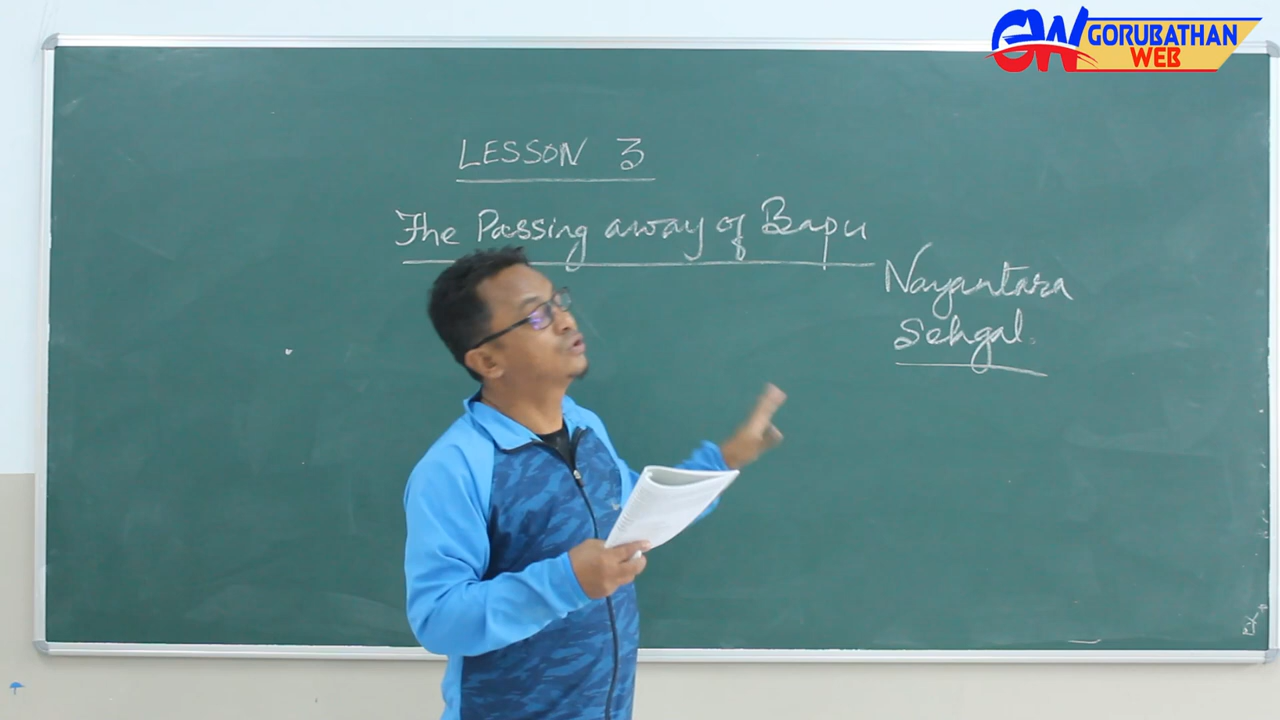 GW GORUBATHAN
WEB
LESSON 3
The Passing away of Bapu
Nayantara
Sehgal.